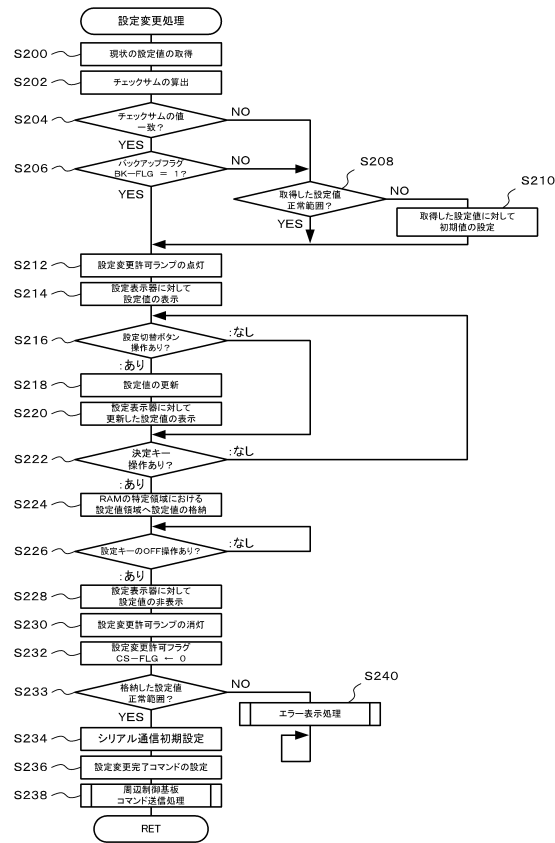 設定変更処理
S200
現状の設定値の取得
S202
チェックサムの算出
S204
チェックサムの値
一致？
NO
YES
S206
バックアップフラグ
BK－FLG ＝ 1？
NO
YES
S208
取得した設定値
正常範囲？
NO
YES
S210
取得した設定値に対して
初期値の設定
S212
設定変更許可ランプの点灯
S214
設定表示器に対して
設定値の表示
S216
設定切替ボタン
操作あり？
:なし
:あり
S218
設定値の更新
S220
設定表示器に対して
更新した設定値の表示
S222
決定キー
操作あり？
:なし
:あり
S224
RAMの特定領域における
設定値領域へ設定値の格納
S226
設定キーのOFF操作あり？
:なし
:あり
S228
設定表示器に対して
設定値の非表示
S230
設定変更許可ランプの消灯
S232
設定変更許可フラグ
CS－FLG ← 0
S233
格納した設定値
正常範囲？
NO
YES
S240
エラー表示処理
S234
シリアル通信初期設定
S236
設定変更完了コマンドの設定
S238
周辺制御基板
コマンド送信処理
RET